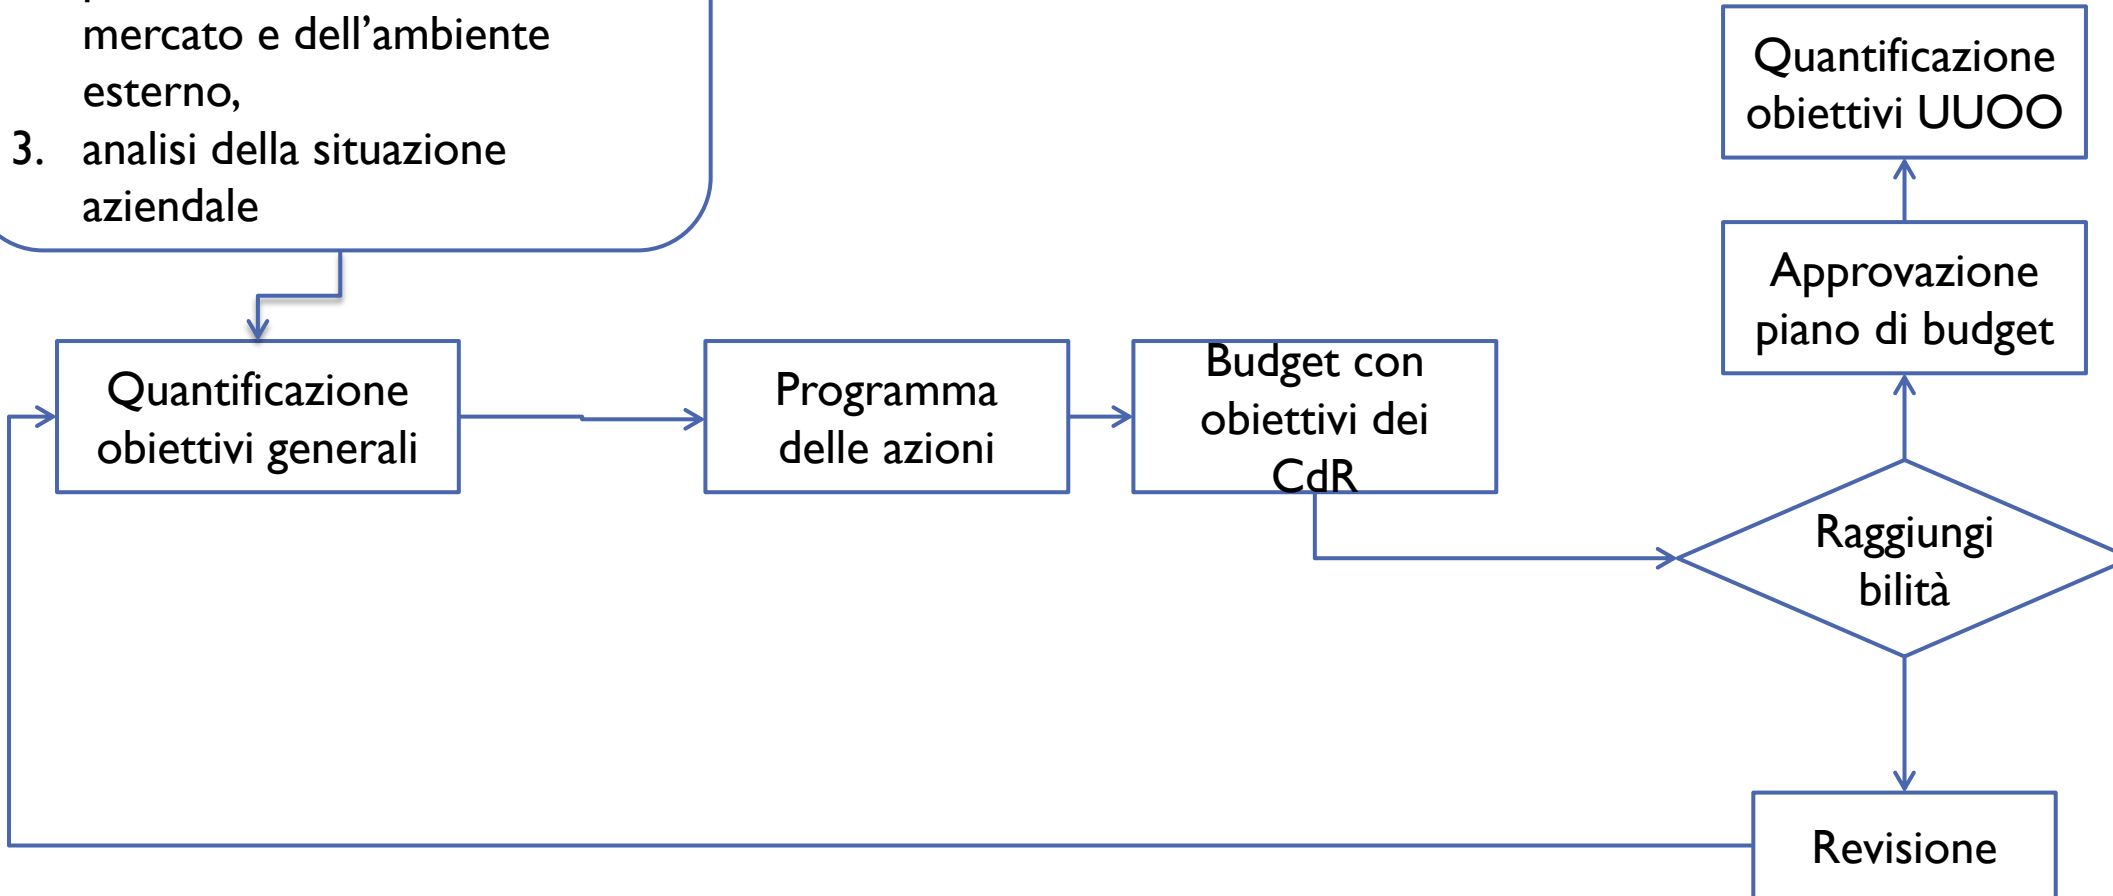 mercato e dell’ambiente
esterno,
3. analisi della situazione
aziendale
Quantificazione
obiettivi UUOO
Approvazione
piano di budget
Quantificazione
obiettivi generali
Programma
delle azioni
Budget con
obiettivi dei
CdR
Raggiungi
bilità
Revisione